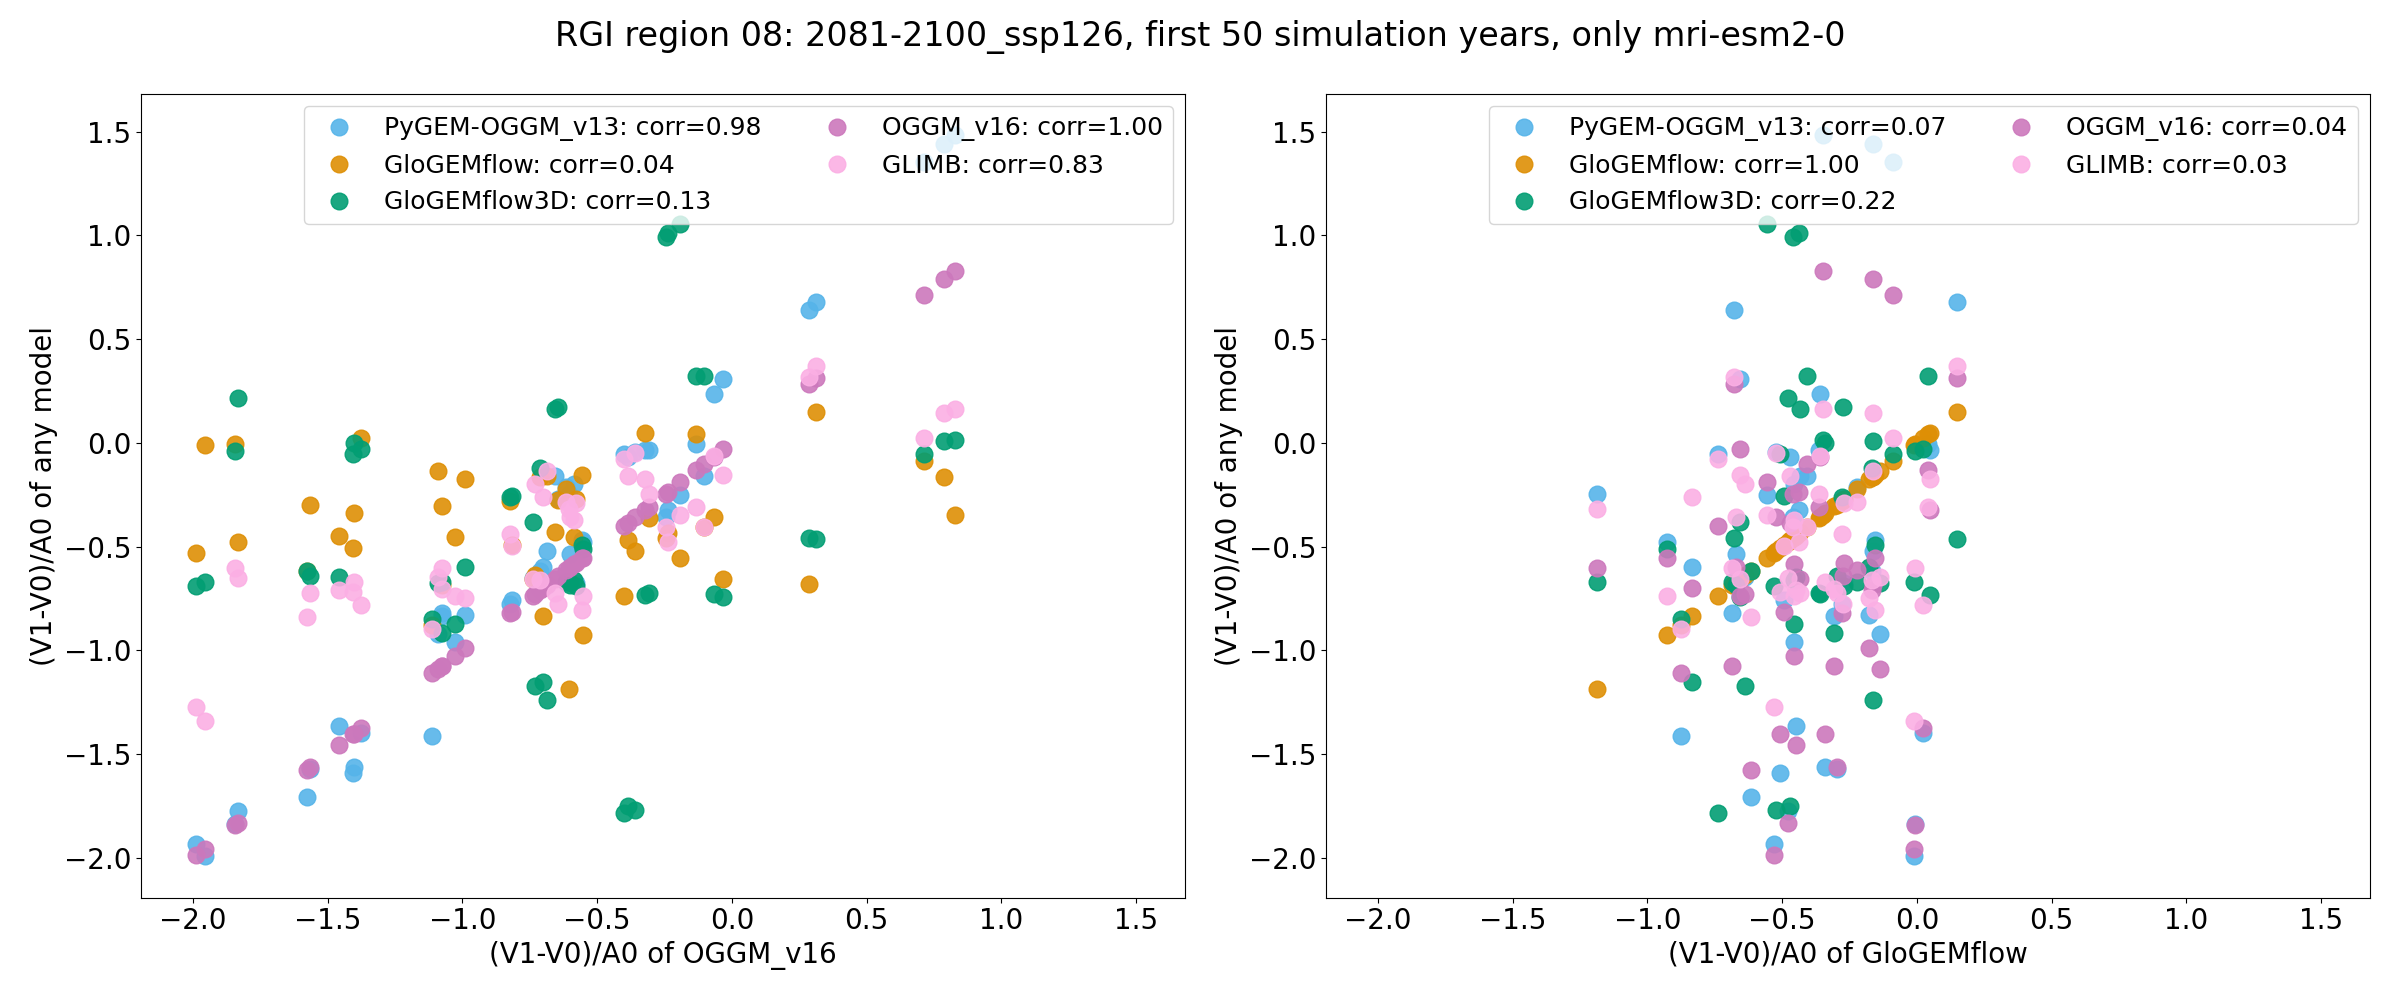 RGI region 08: 2081-2100_ssp126, first 50 simulation years, only mri-esm2-0
PyGEM-OGGM_v13: corr=0.98
GloGEMflow: corr=0.04
GloGEMflow3D: corr=0.13
OGGM_v16: corr=1.00
GLIMB: corr=0.83
1.5
1.0
0.5
0.0
−0.5
−1.0
−1.5
−2.0
(V1-V0)/A0 of any model
−2.0 −1.5 −1.0 −0.5 0.0 0.5 1.0 1.5
(V1-V0)/A0 of OGGM_v16
PyGEM-OGGM_v13: corr=0.07
GloGEMflow: corr=1.00
GloGEMflow3D: corr=0.22
OGGM_v16: corr=0.04
GLIMB: corr=0.03
1.5
1.0
0.5
0.0
−0.5
−1.0
−1.5
−2.0
(V1-V0)/A0 of any model
−2.0 −1.5 −1.0 −0.5 0.0 0.5 1.0 1.5
(V1-V0)/A0 of GloGEMflow